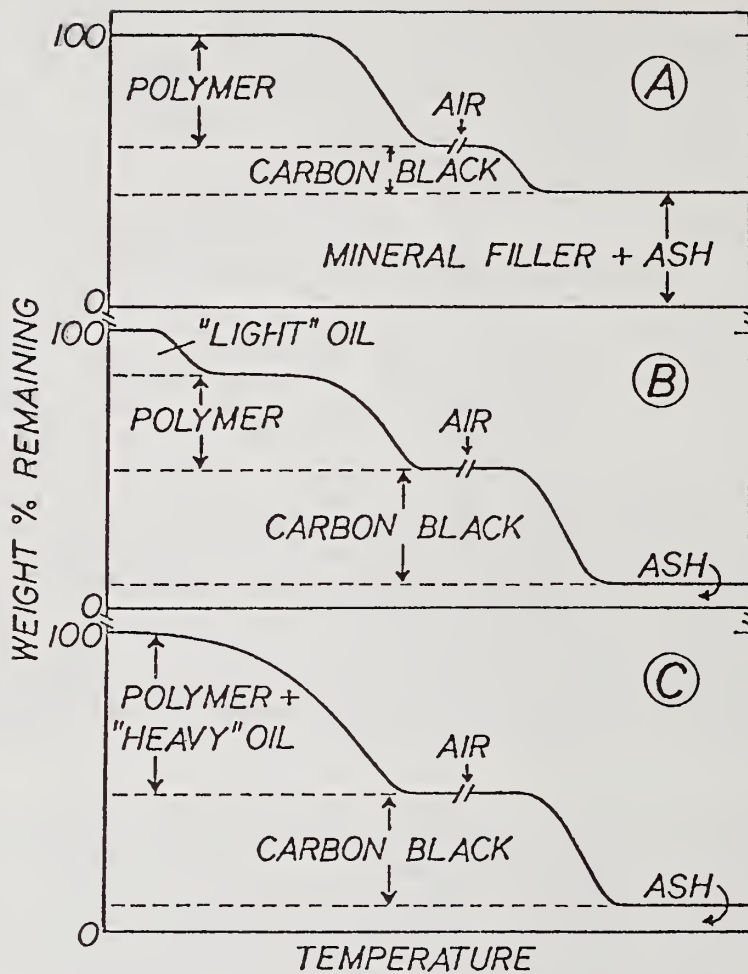 WEIGHT % REMAINING
100
POLYMER
AIR
A
CARBON BLACK
MINERAL FILLER + ASH
0
100
"LIGHT" OIL
B
POLYMER
AIR
CARBON BLACK
ASH
0
100
C
POLYMER +
"HEAVY" OIL
AIR
CARBON BLACK
ASH
0
TEMPERATURE